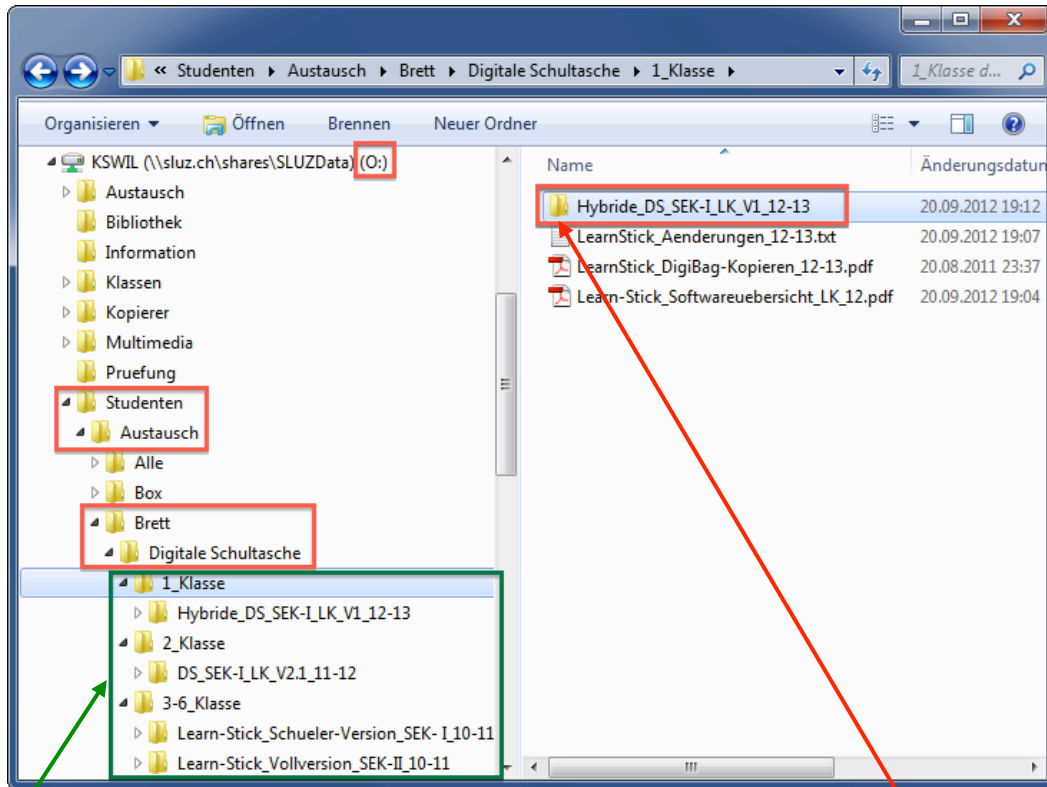 « Studenten ▸ Austausch ▸ Brett ▸ Digitale Schultasche ▸ 1_Klasse ▸
1_Klasse d...
Organisieren Öffnen Brennen Neuer Ordner
KSWIL (\\sluz.ch\shares\SLUZData) (O:)
Austausch
Bibliothek
Information
Klassen
Kopierer
Multimedia
Pruefung
Studenten
Austausch
Alle
Box
Brett
Digitale Schultasche
1_Klasse
Hybride_DS_SEK-I_LK_V1_12-13
2_Klasse
DS_SEK-I_LK_V2.1_11-12
3-6_Klasse
Learn-Stick_Schueler-Version_SEK- I_10-11
Learn-Stick_Vollversion_SEK-II_10-11
Name Änderungsdatun
Hybride_DS_SEK-I_LK_V1_12-13 20.09.2012 19:12
LearnStick_Aenderungen_12-13.txt 20.09.2012 19:07
LearnStick_DigiBag-Kopieren_12-13.pdf 20.08.2011 23:37
Learn-Stick_Softwareuebersicht_LK_12.pdf 20.09.2012 19:04